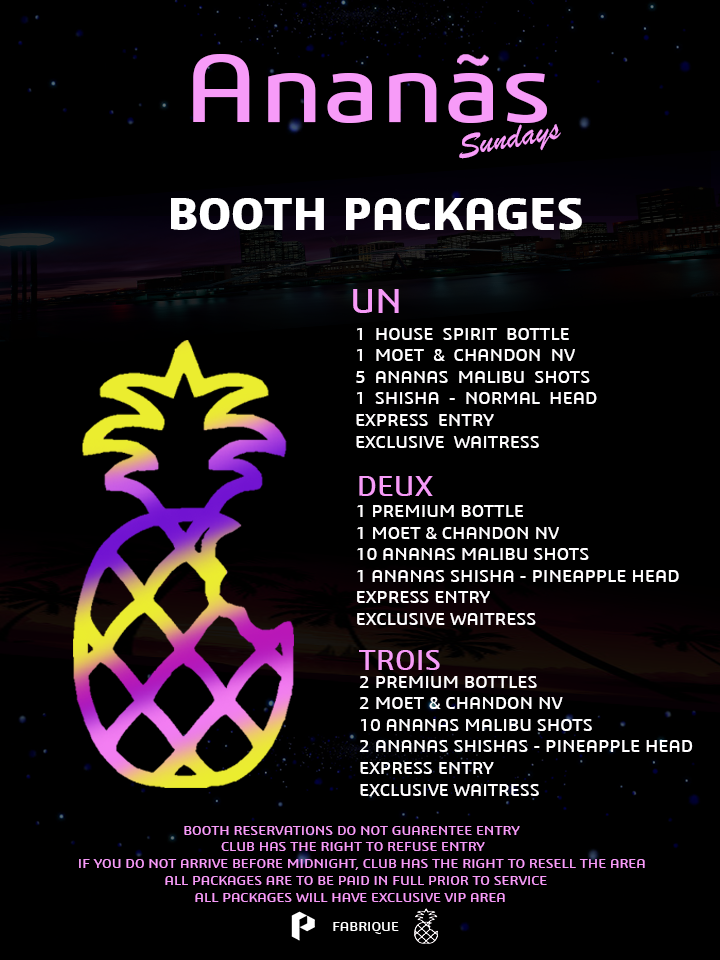 Ananãs
Sundays
BOOTH PACKAGES
UN
1 HOUSE SPIRIT BOTTLE
1 MOET & CHANDON NV
5 ANANAS MALIBU SHOTS
1 SHISHA - NORMAL HEAD
EXPRESS ENTRY
EXCLUSIVE WAITRESS
DEUX
1 PREMIUM BOTTLE
1 MOET & CHANDON NV
10 ANANAS MALIBU SHOTS
1 ANANAS SHISHA - PINEAPPLE HEAD
EXPRESS ENTRY
EXCLUSIVE WAITRESS
TROIS
2 PREMIUM BOTTLES
2 MOET & CHANDON NV
10 ANANAS MALIBU SHOTS
2 ANANAS SHISHAS - PINEAPPLE HEAD
EXPRESS ENTRY
EXCLUSIVE WAITRESS
BOOTH RESERVATIONS DO NOT GUARENTEE ENTRY
CLUB HAS THE RIGHT TO REFUSE ENTRY
IF YOU DO NOT ARRIVE BEFORE MIDNIGHT, CLUB HAS THE RIGHT TO RESELL THE AREA
ALL PACKAGES ARE TO BE PAID IN FULL PRIOR TO SERVICE
ALL PACKAGES WILL HAVE EXCLUSIVE VIP AREA
FABRIQUE